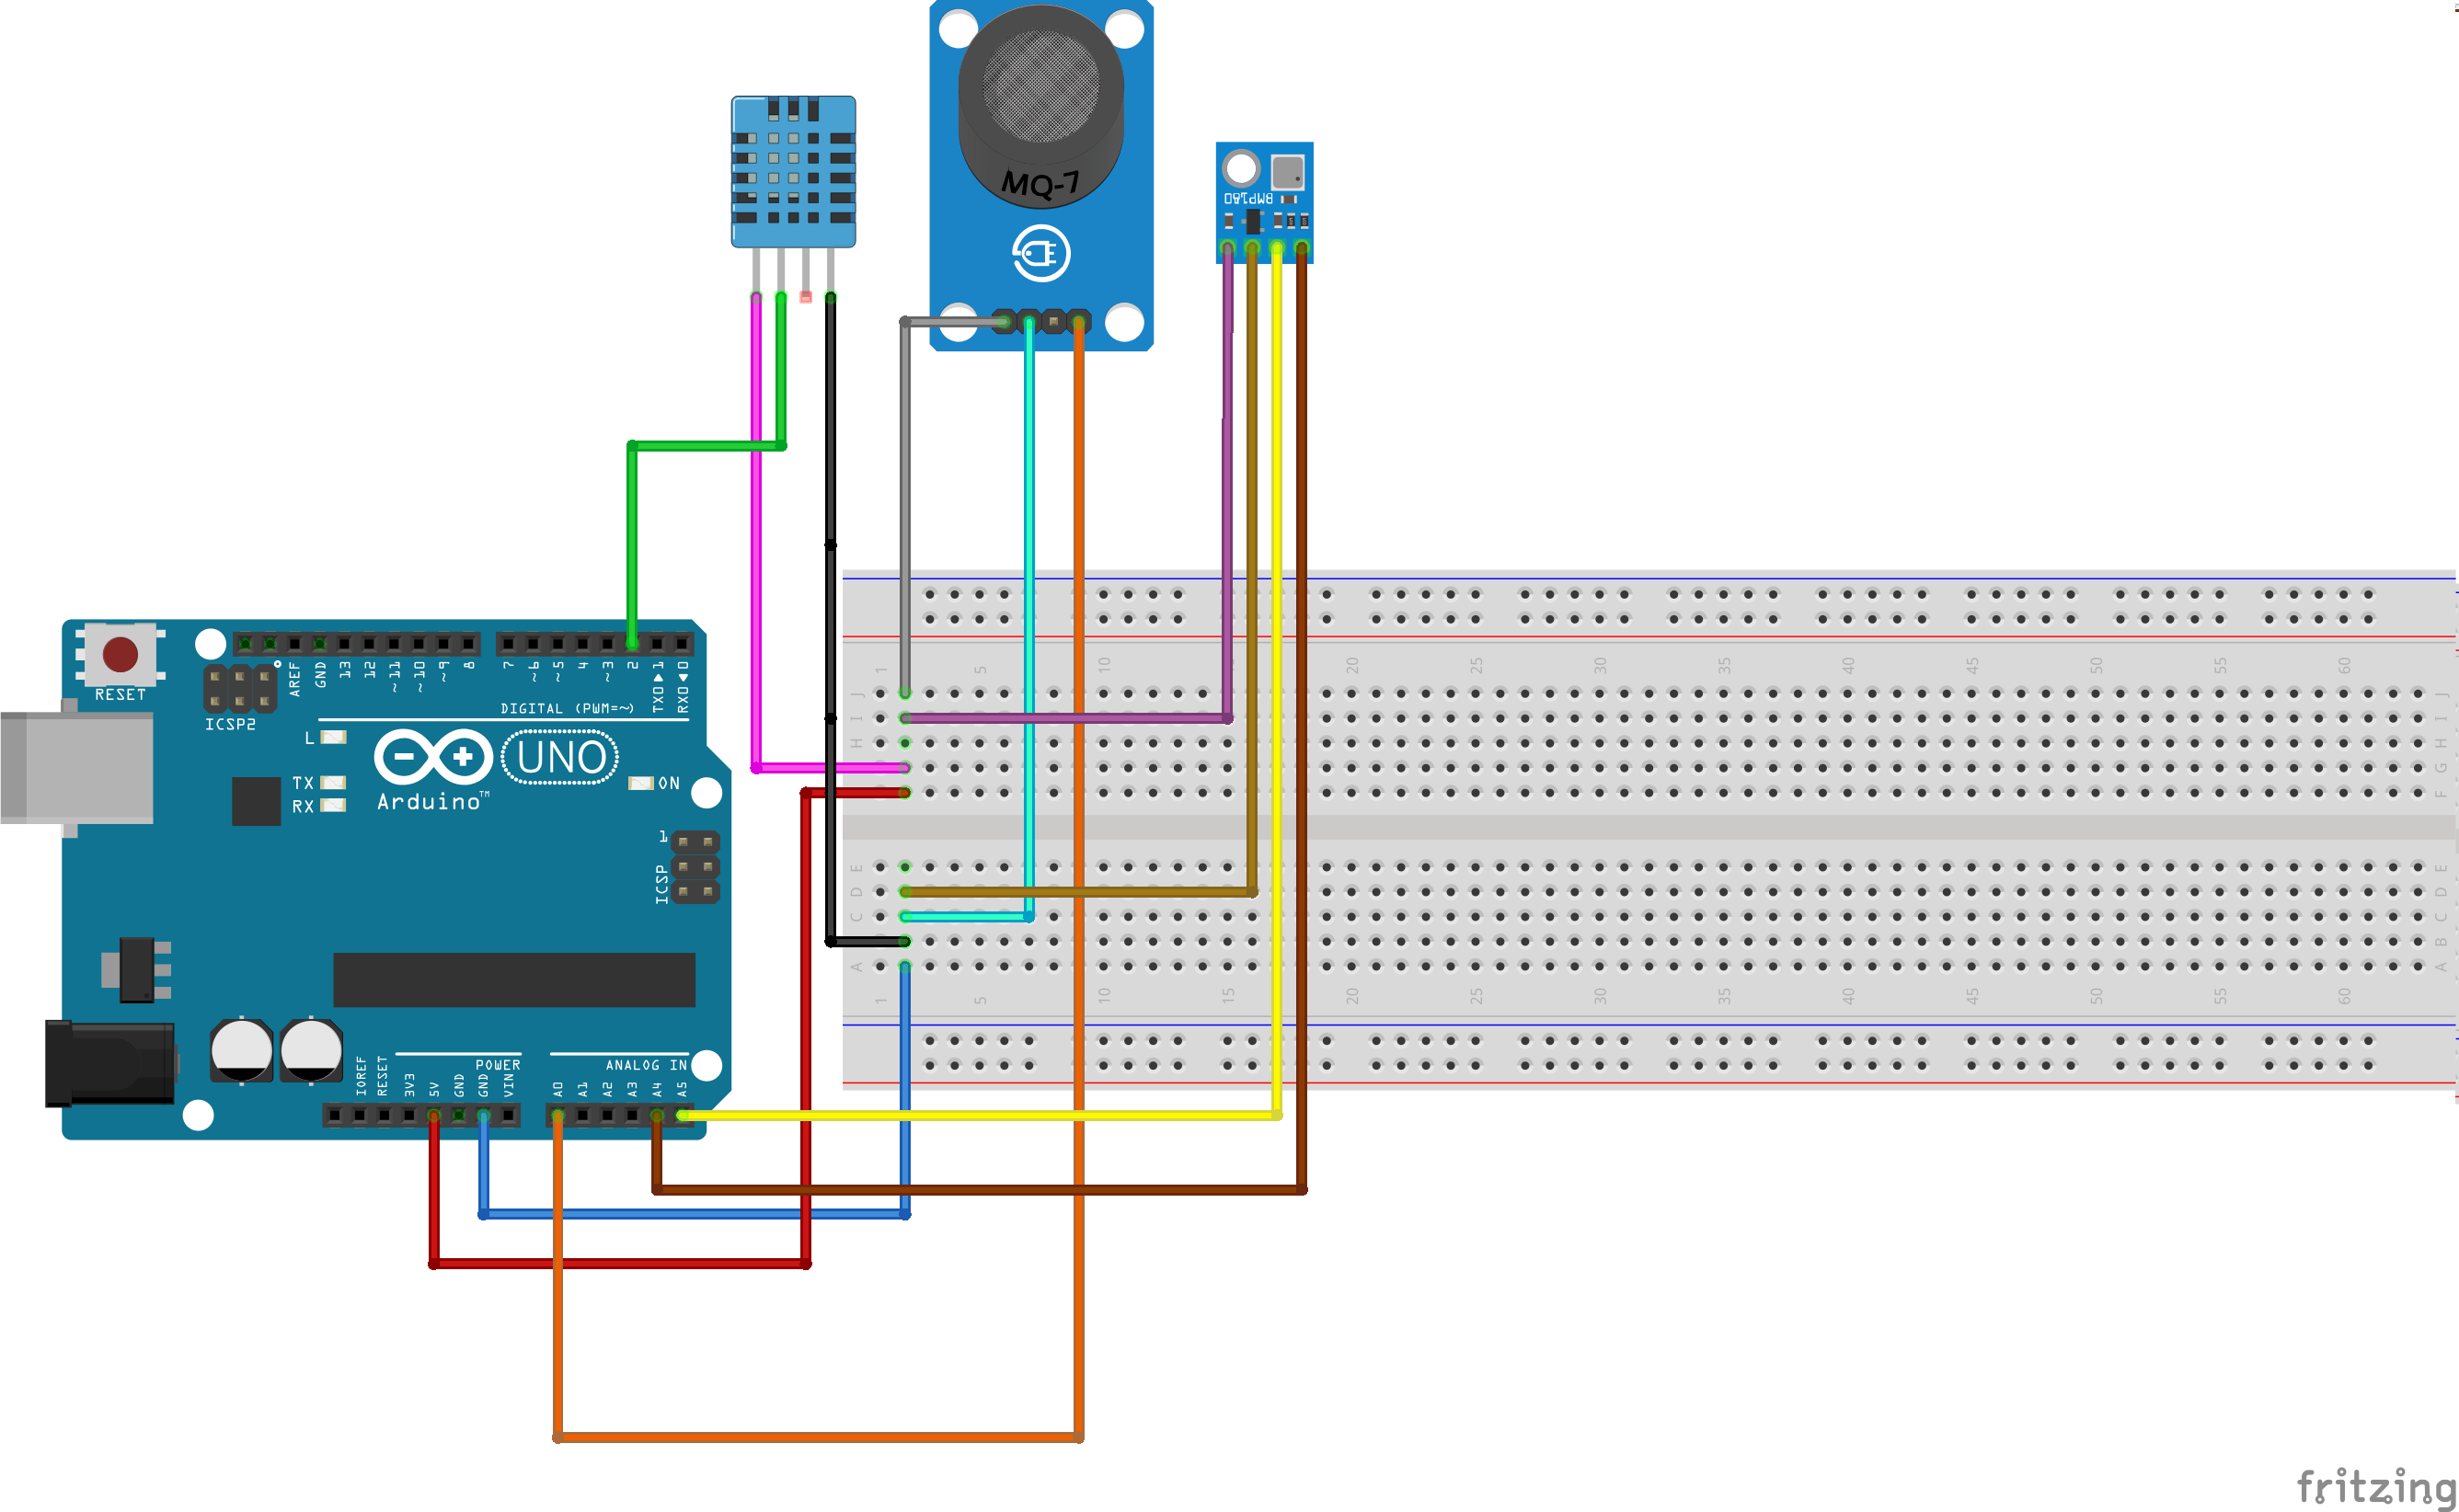 MQ-7
BMP180
RESET
ICSP2
AREF
GND
13
12
~11
~10
~9
8
7
~6
~5
4
~3
2
TX0 ▶ 1
RX0 ◀ 0
DIGITAL (PWM=~)
L
TX
RX
UNO
Arduino™
ON
1
ICSP
IOREF
RESET
3V3
5V
GND
GND
VIN
POWER
A0
A1
A2
A3
A4
A5
ANALOG IN
1 5 10 20 25 30 35 40 45 50 55 60
J J
I I
H H
G
F
E E
D D
C C
B
A A
1 5 10 15 20 25 30 35 40 45 50 55 60
fritzing